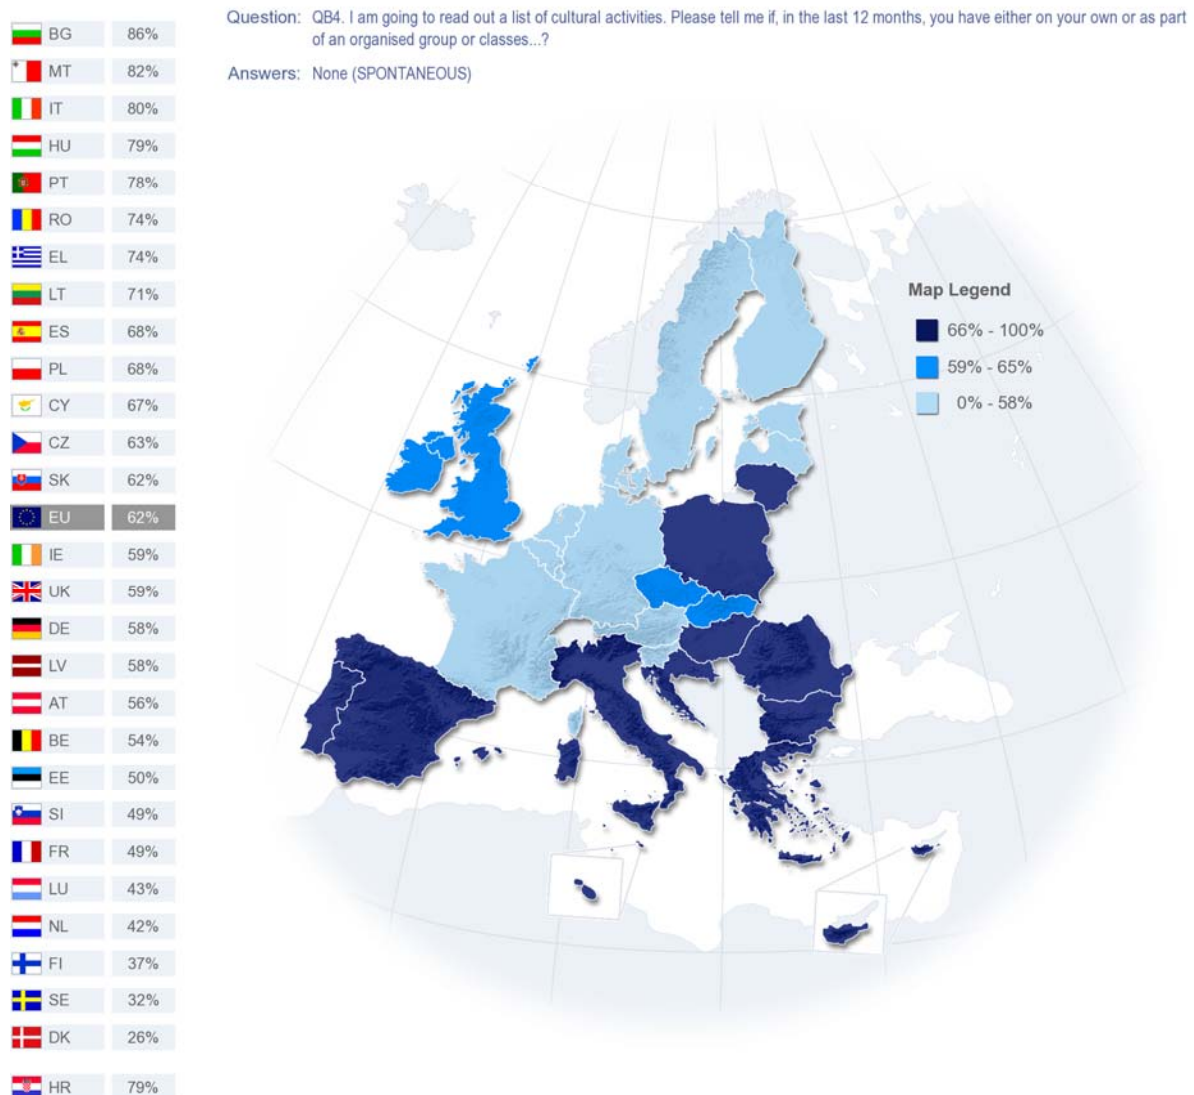 Question: QB4. I am going to read out a list of cultural activities. Please tell me if, in the last 12 months, you have either on your own or as part
of an organised group or classes...?
Answers: None (SPONTANEOUS)
BG 86%
MT 82%
IT 80%
HU 79%
PT 78%
RO 74%
EL 74%
LT 71%
ES 68%
PL 68%
CY 67%
CZ 63%
SK 62%
EU 62%
IE 59%
UK 59%
DE 58%
LV 58%
AT 56%
BE 54%
EE 50%
SI 49%
FR 49%
LU 43%
NL 42%
FI 37%
SE 32%
DK 26%
HR 79%
Map Legend
66% - 100%
59% - 65%
0% - 58%